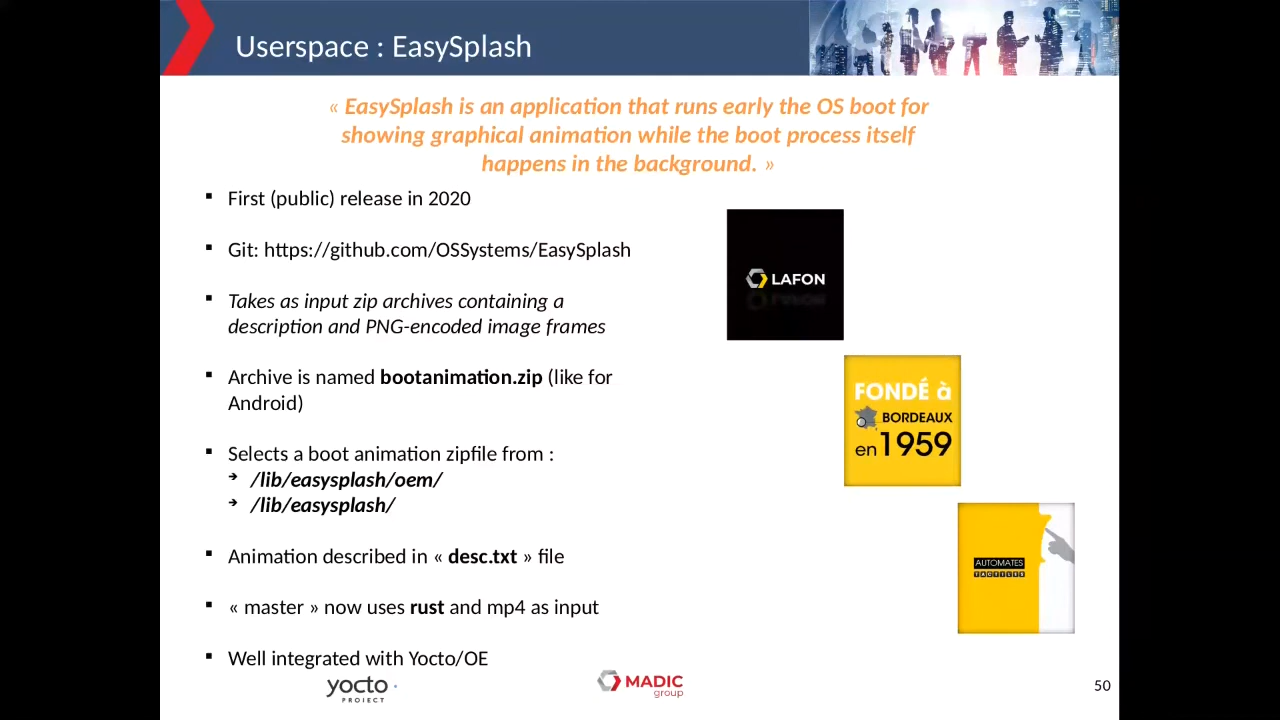 Userspace : EasySplash
« EasySplash is an application that runs early the OS boot for
showing graphical animation while the boot process itself
happens in the background. »
First (public) release in 2020
Git: https://github.com/OSSystems/EasySplash
Takes as input zip archives containing a
description and PNG-encoded image frames
Archive is named bootanimation.zip (like for
Android)
Selects a boot animation zipfile from :
/lib/easysplash/oem/
/lib/easysplash/
Animation described in « desc.txt » file
« master » now uses rust and mp4 as input
Well integrated with Yocto/OE
LAFON
FONDÉ à
BORDEAUX
en 1959
AUTOMATES
TACTILES
yocto
PROJECT
MADIC
group
50